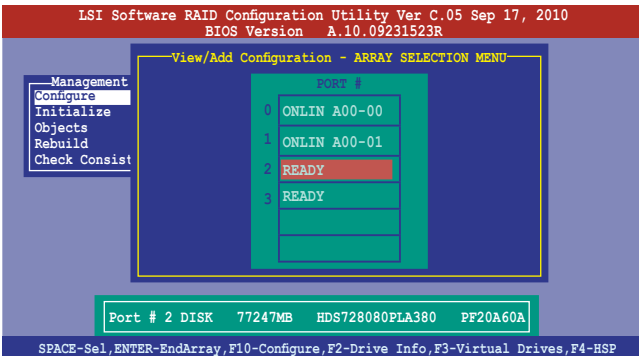 LSI Software RAID Configuration Utility Ver C.05 Sep 17, 2010
BIOS Version A.10.09231523R
View/Add Configuration - ARRAY SELECTION MENU
Management
Configure
Initialize
Objects
Rebuild
Check Consist
PORT #
0 ONLIN A00-00
1 ONLIN A00-01
2 READY
3 READY
Port # 2 DISK 77247MB HDS728080PLA380 PF20A60A
SPACE-Sel,ENTER-EndArray,F10-Configure,F2-Drive Info,F3-Virtual Drives,F4-HSP